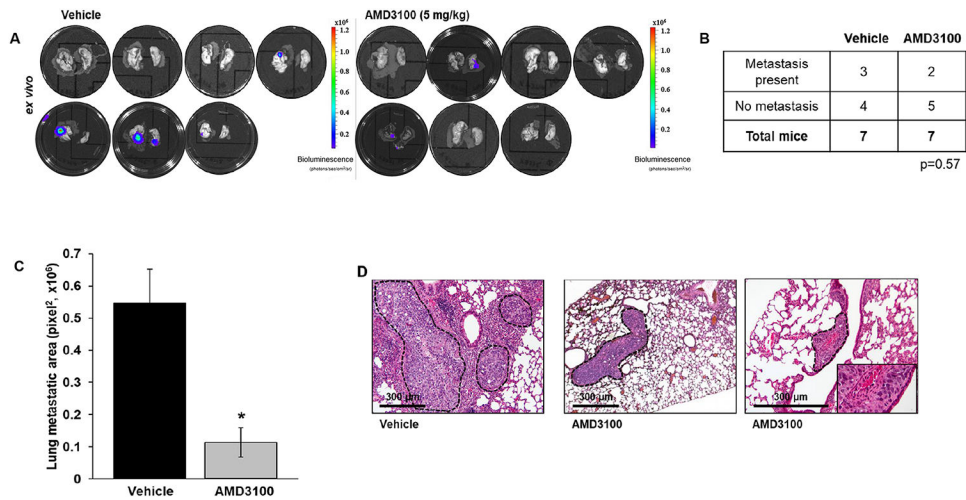 A
Vehicle
AMD3100 (5 mg/kg)
ex vivo
x10⁶
1.2
1.0
0.8
0.6
0.4
0.2
Bioluminescence
(photons/sec/cm²/sr)
x10⁶
1.2
1.0
0.8
0.6
0.4
0.2
Bioluminescence
(photons/sec/cm²/sr)
B
Vehicle AMD3100
Metastasis present 3 2
No metastasis 4 5
Total mice 7 7
p=0.57
C
Lung metastatic area (pixel², x10⁶)
0.7
0.6
0.5
0.4
0.3
0.2
0.1
0
*
Vehicle AMD3100
D
300 μm
Vehicle
300 μm
AMD3100
300 μm
AMD3100